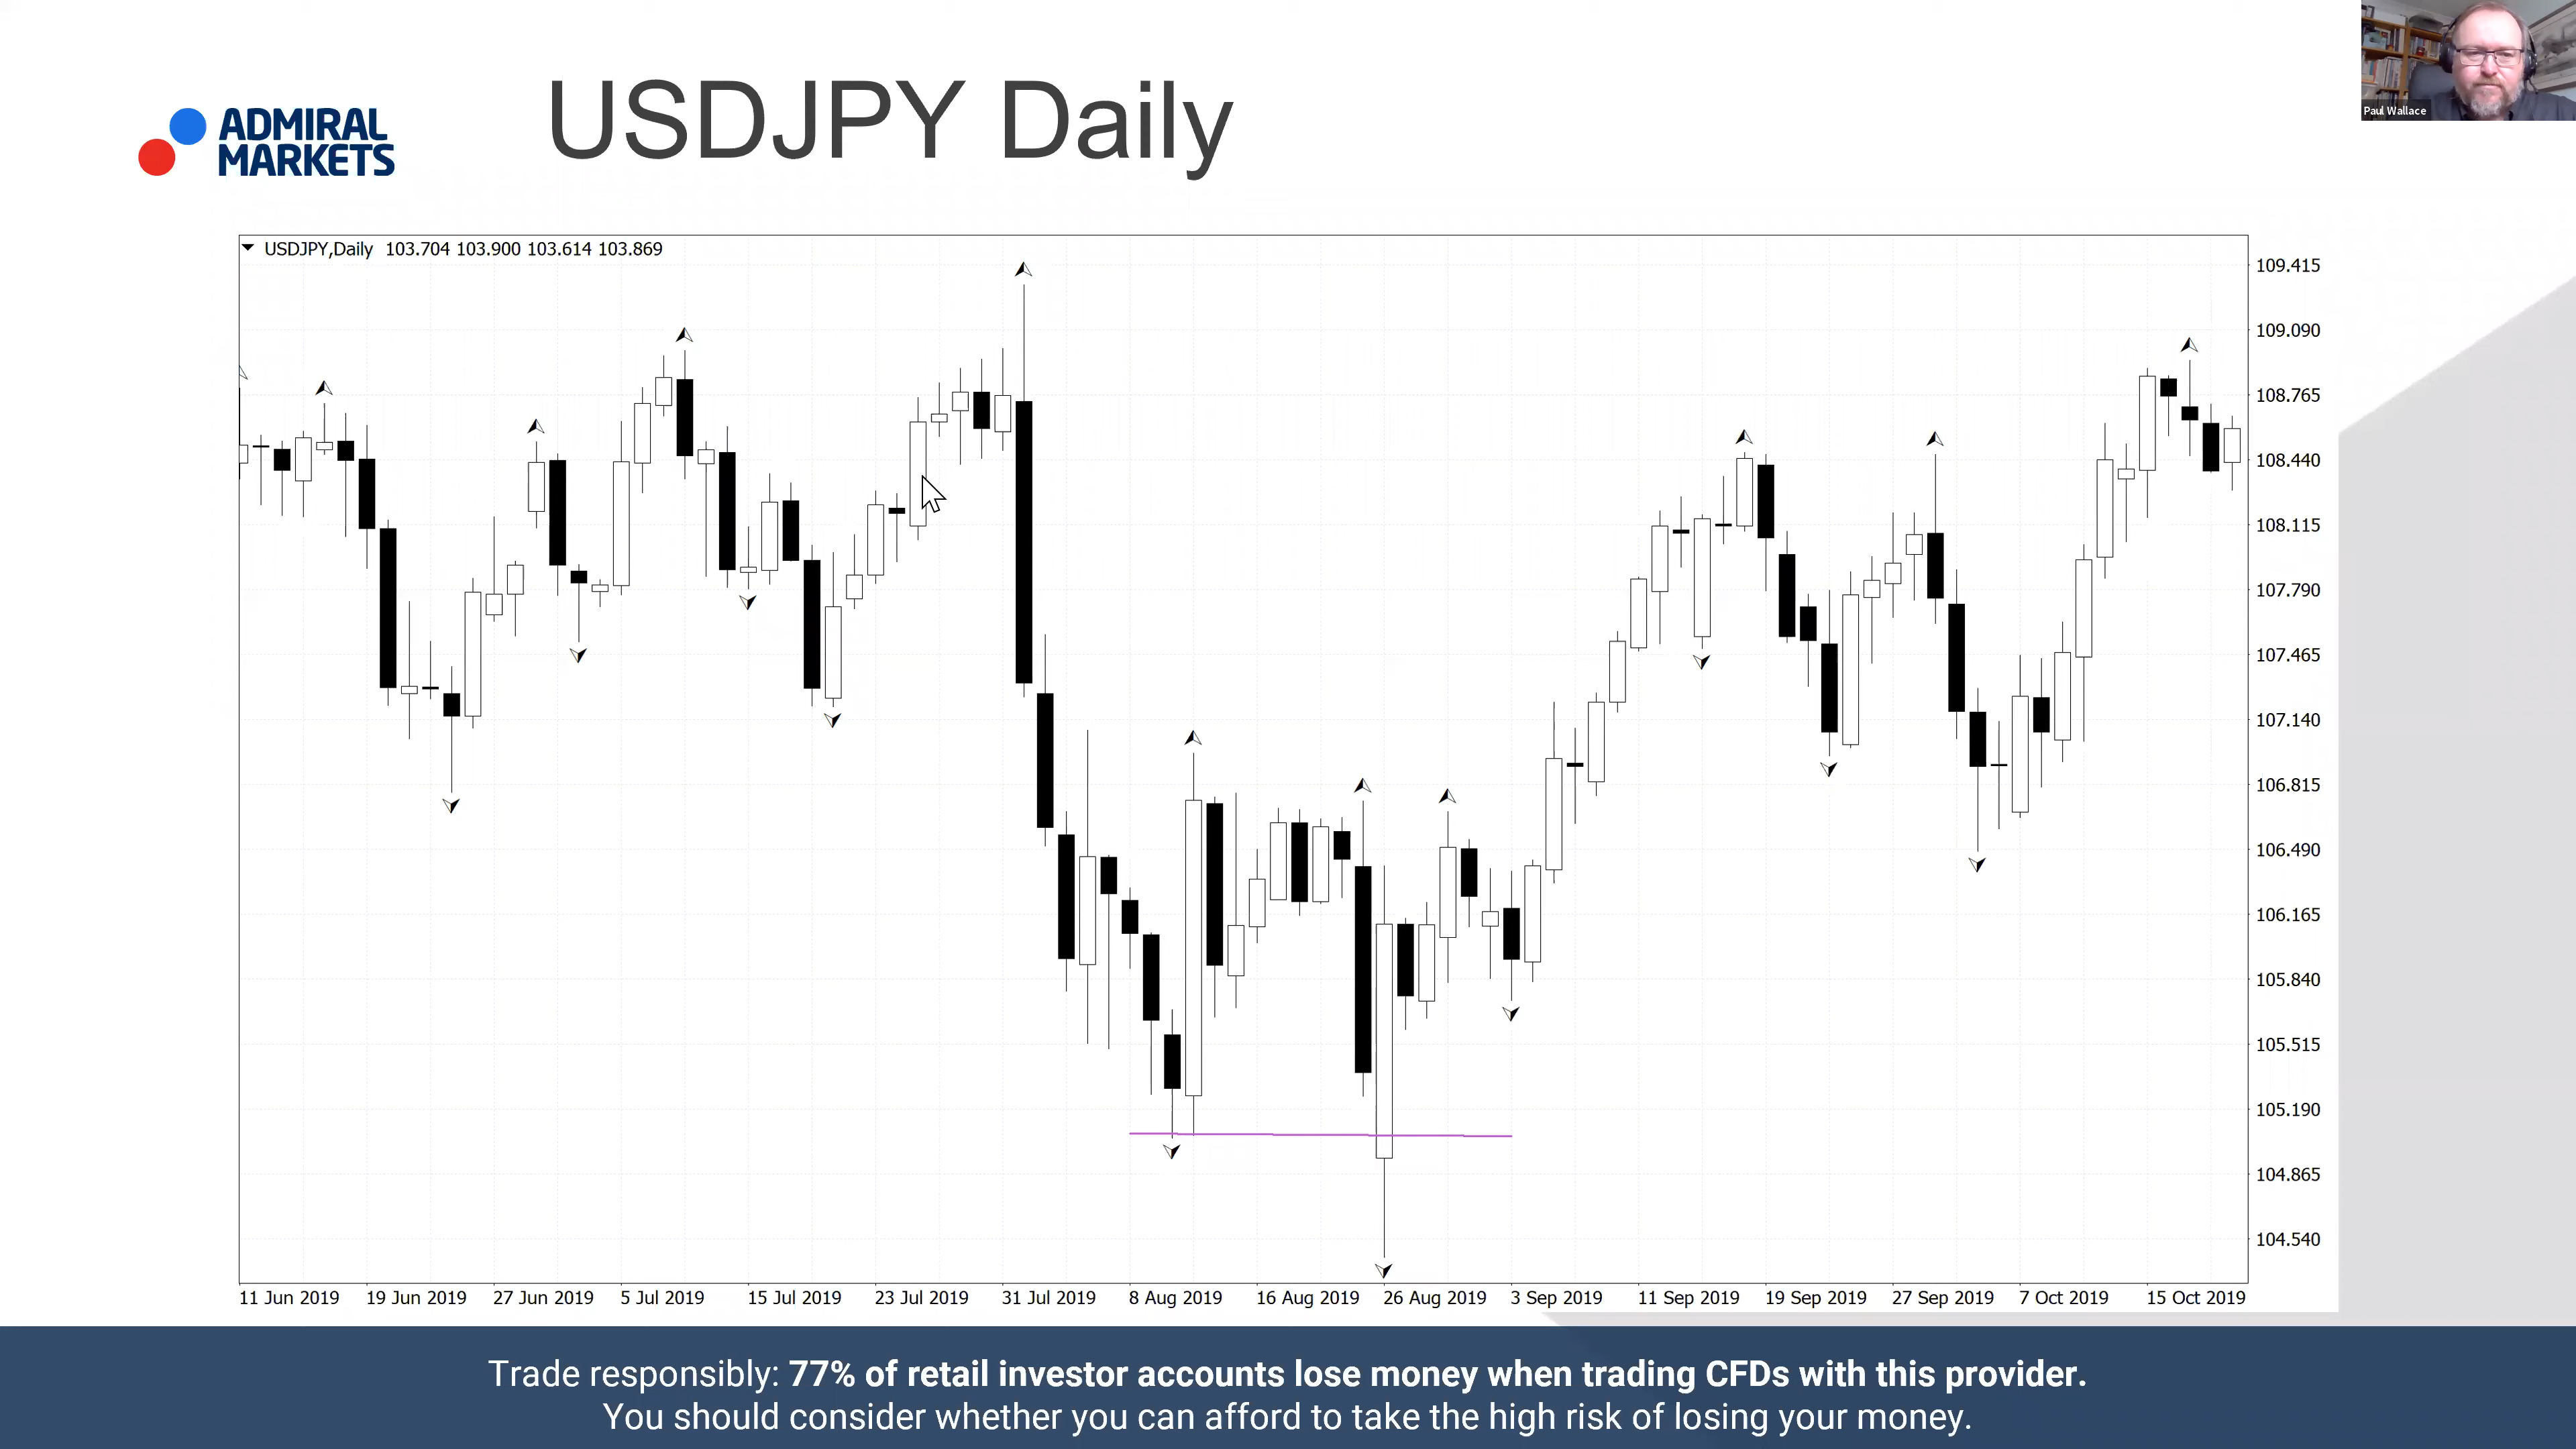 ADMIRAL
MARKETS
USDJPY Daily
Paul Wallace
USDJPY,Daily 103.704 103.900 103.614 103.869
109.415
109.090
108.765
108.440
108.115
107.790
107.465
107.140
106.815
106.490
106.165
105.840
105.515
105.190
104.865
104.540
11 Jun 2019 19 Jun 2019 27 Jun 2019 5 Jul 2019 15 Jul 2019 23 Jul 2019 31 Jul 2019 8 Aug 2019 16 Aug 2019 26 Aug 2019 3 Sep 2019 11 Sep 2019 19 Sep 2019 27 Sep 2019 7 Oct 2019 15 Oct 2019
Trade responsibly: 77% of retail investor accounts lose money when trading CFDs with this provider.
You should consider whether you can afford to take the high risk of losing your money.